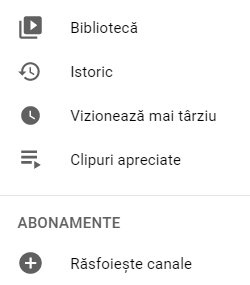 Bibliotecă
Istoric
Vizionează mai târziu
Clipuri apreciate
ABONAMENTE
Răsfoiește canale